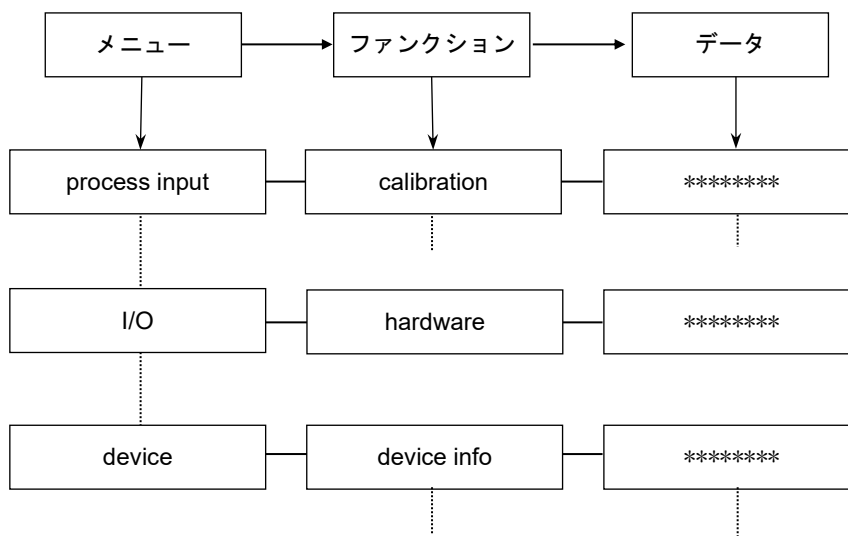 メニュー
ファンクション
データ
process input
calibration
********
I/O
hardware
********
device
device info
********